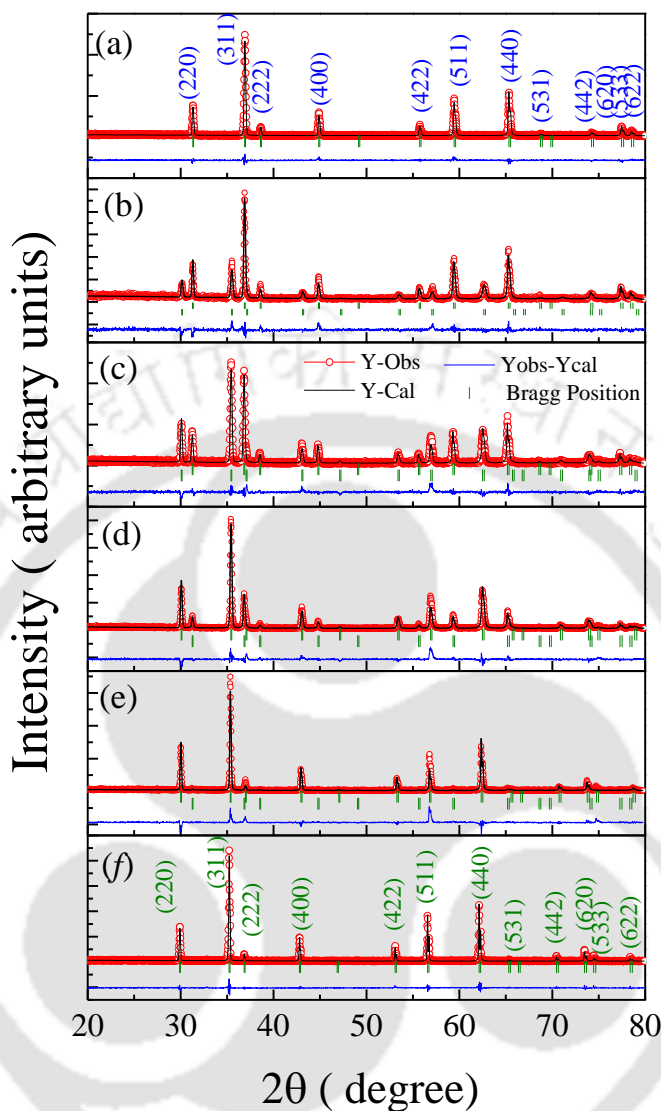 (a)
(220)
(311)
(222)
(400)
(422)
(511)
(440)
(531)
(442)
(620)
(533)
(622)
(b)
(c)
Y-Obs
Yobs-Ycal
Y-Cal
Bragg Position
(d)
(e)
(f)
(220)
(311)
(222)
(400)
(422)
(511)
(440)
(531)
(442)
(620)
(533)
(622)
Intensity ( arbitrary units)
20 30 40 50 60 70 80
2θ ( degree)